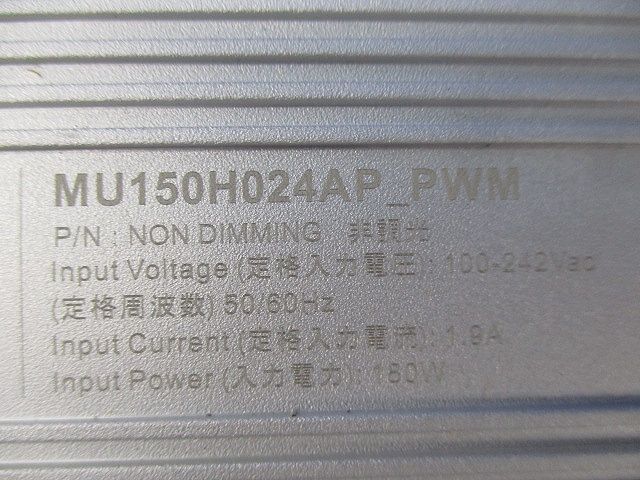 MU150H024AP_PWM
P/N : NON DIMMING 非調光
Input Voltage (定格入力電圧) : 100-242Vac
(定格周波数) 50/60Hz
Input Current (定格入力電流) : 1.9A
Input Power (入力電力) :